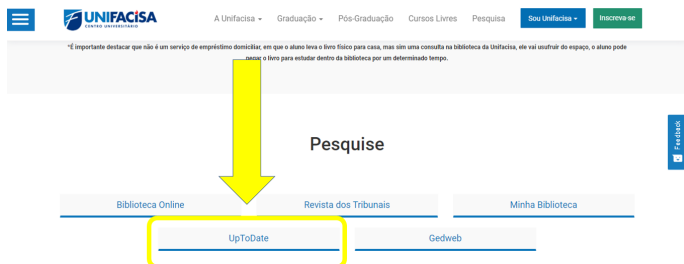 UNIFACISA
CENTRO UNIVERSITÁRIO
A Unifacisa Graduação Pós-Graduação Cursos Livres Pesquisa Sou Unifacisa Inscreva-se
*É importante destacar que não é um serviço de empréstimo domiciliar, em que o aluno leva o livro físico para casa, mas sim uma consulta na biblioteca da Unifacisa, ele vai usufruir do espaço, o aluno pode
o livro para estudar dentro da biblioteca por um determinado tempo.
Feedback
Pesquise
Biblioteca Online Revista dos Tribunais Minha Biblioteca
UpToDate Gedweb